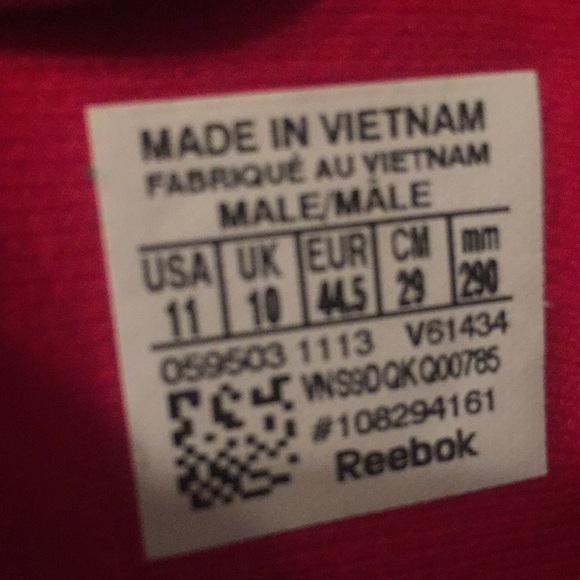 MADE IN VIETNAM
FABRIQUÉ AU VIETNAM
MALE/MÂLE
USA UK EUR CM mm
11 10 44.5 29 290
059503 1113 V61434
VNS90QKQ00785
#108294161
Reebok